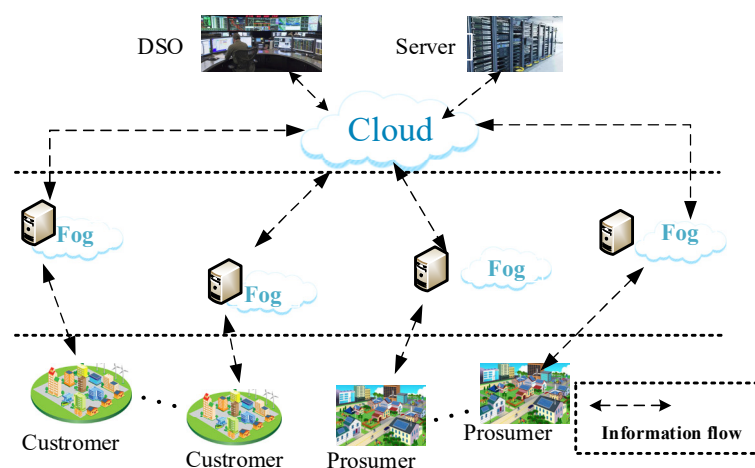 DSO
Server
Cloud
Fog
Fog
Fog
Fog
Custromer
Custromer
Prosumer
Prosumer
Information flow